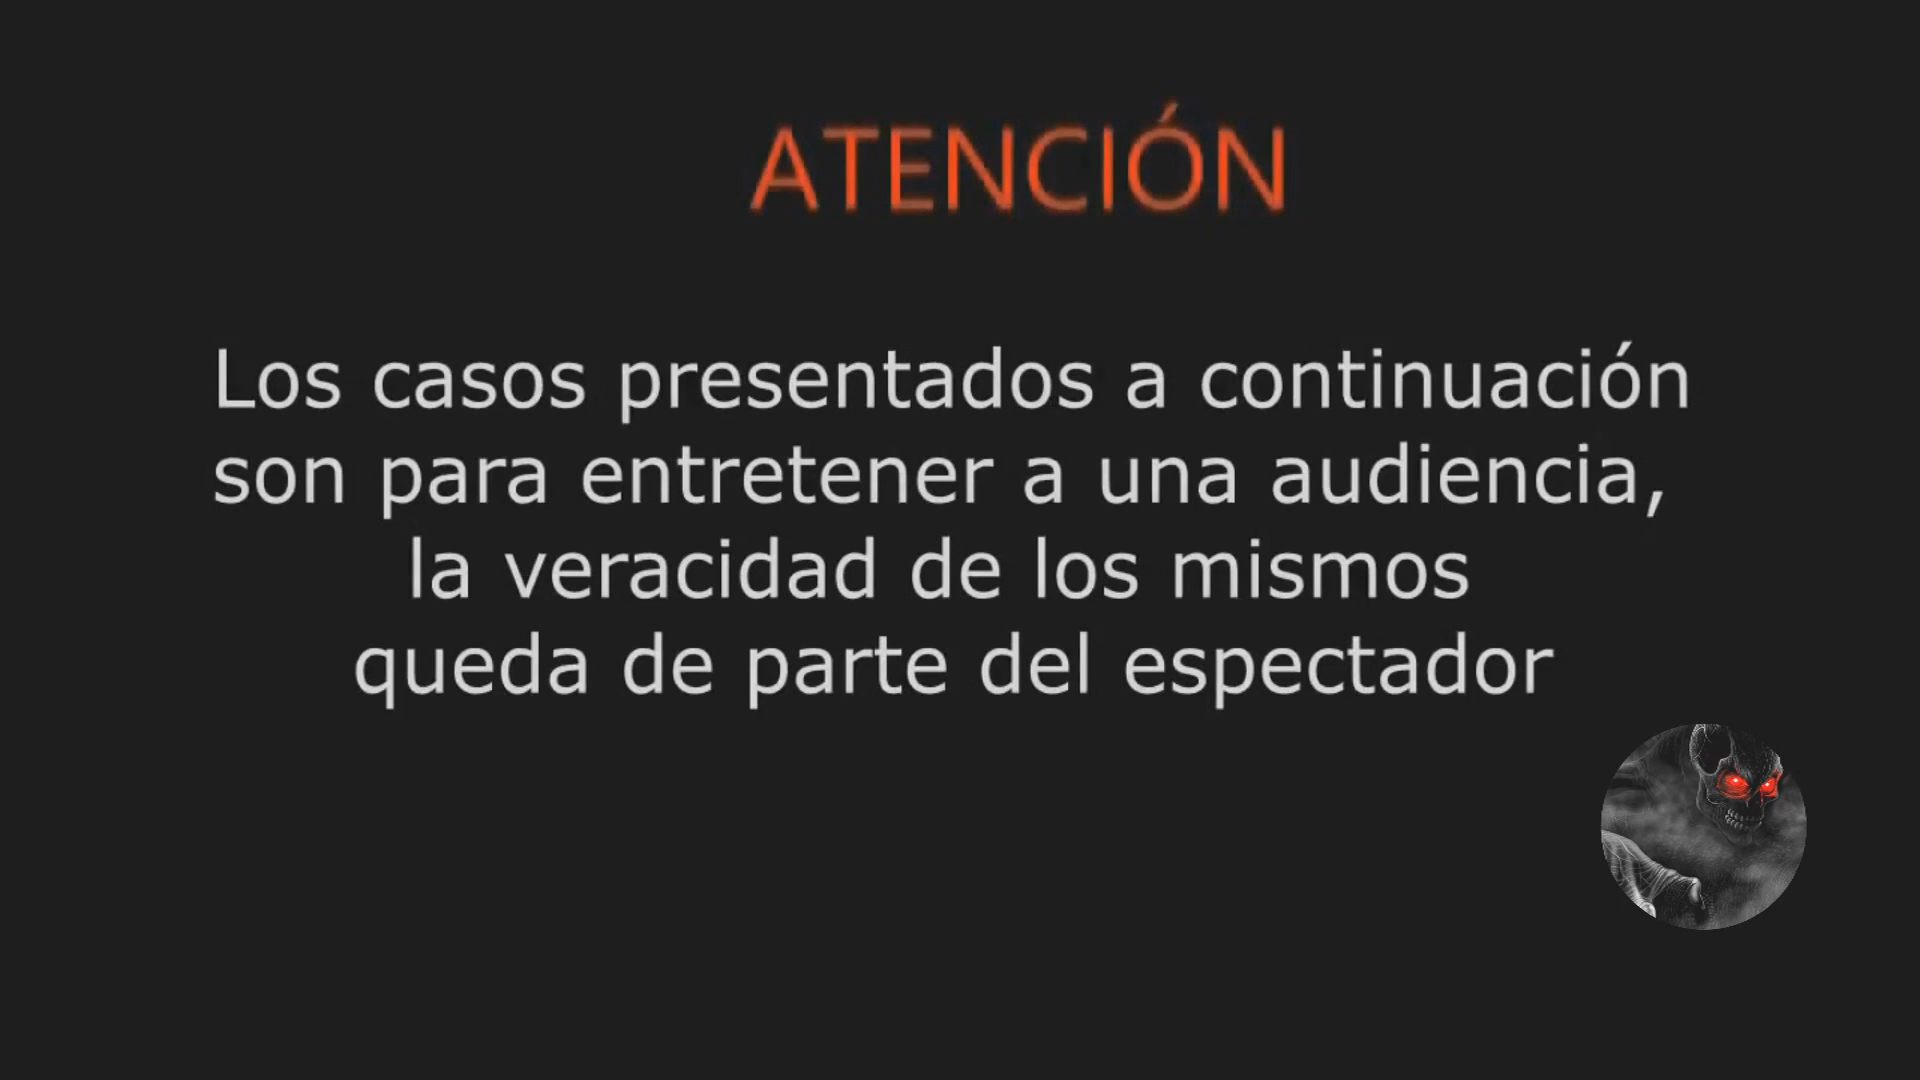 ATENCIÓN
Los casos presentados a continuación
son para entretener a una audiencia,
la veracidad de los mismos
queda de parte del espectador